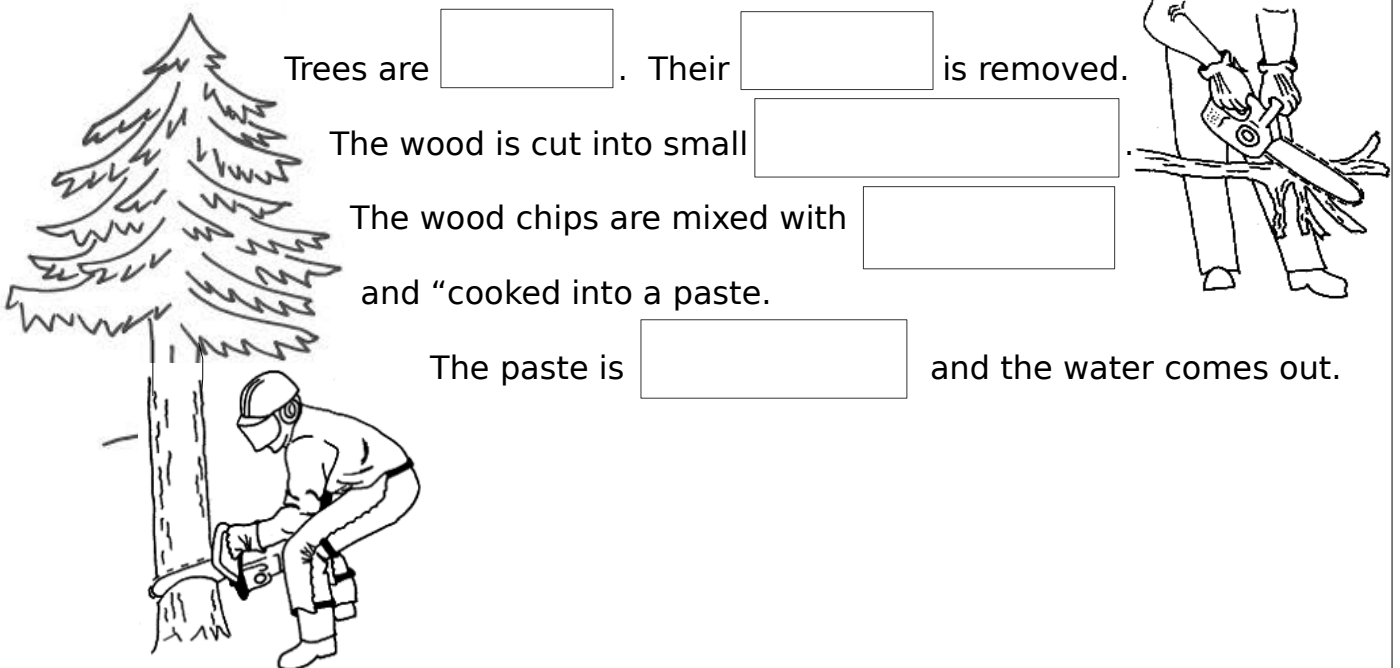 Trees are . Their is removed.
The wood is cut into small .
The wood chips are mixed with
and “cooked into a paste.
The paste is and the water comes out.